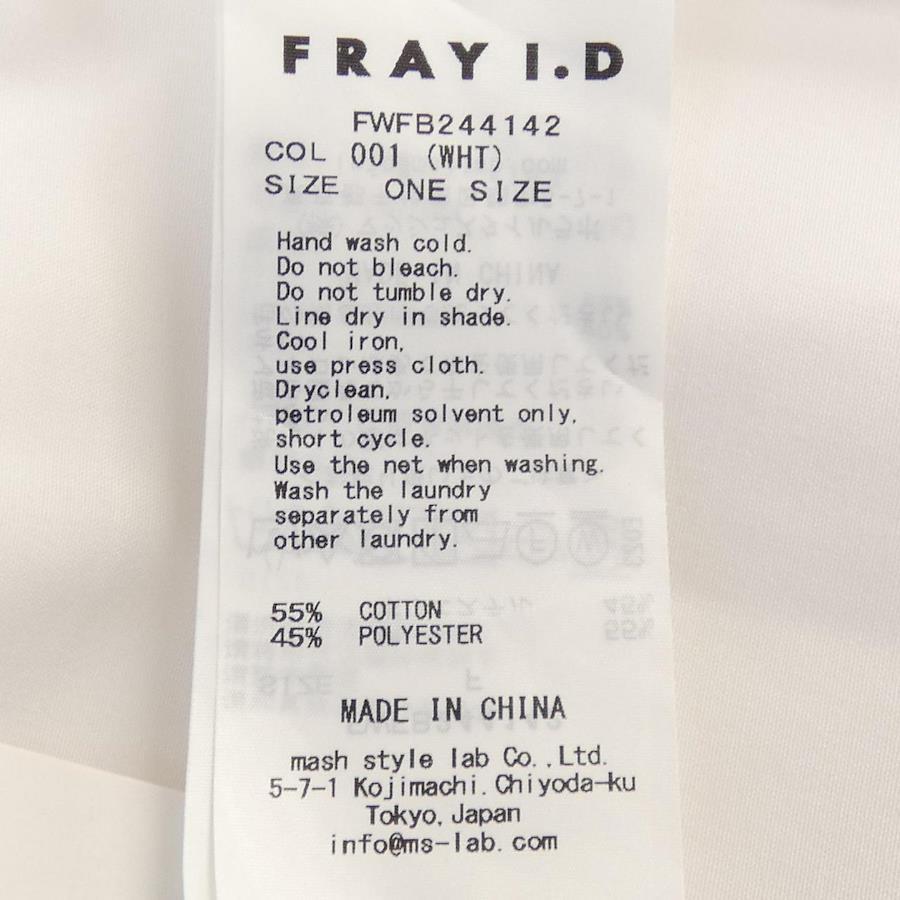 FRAY I.D
FWFB244142
COL 001 (WHT)
SIZE ONE SIZE
Hand wash cold.
Do not bleach.
Do not tumble dry.
Line dry in shade.
Cool iron,
use press cloth.
Dryclean,
petroleum solvent only,
short cycle.
Use the net when washing.
Wash the laundry
separately from
other laundry.
55% COTTON
45% POLYESTER
MADE IN CHINA
mash style lab Co.,Ltd.
5-7-1 Kojimachi.Chiyoda-ku
Tokyo, Japan
info@ms-lab.com